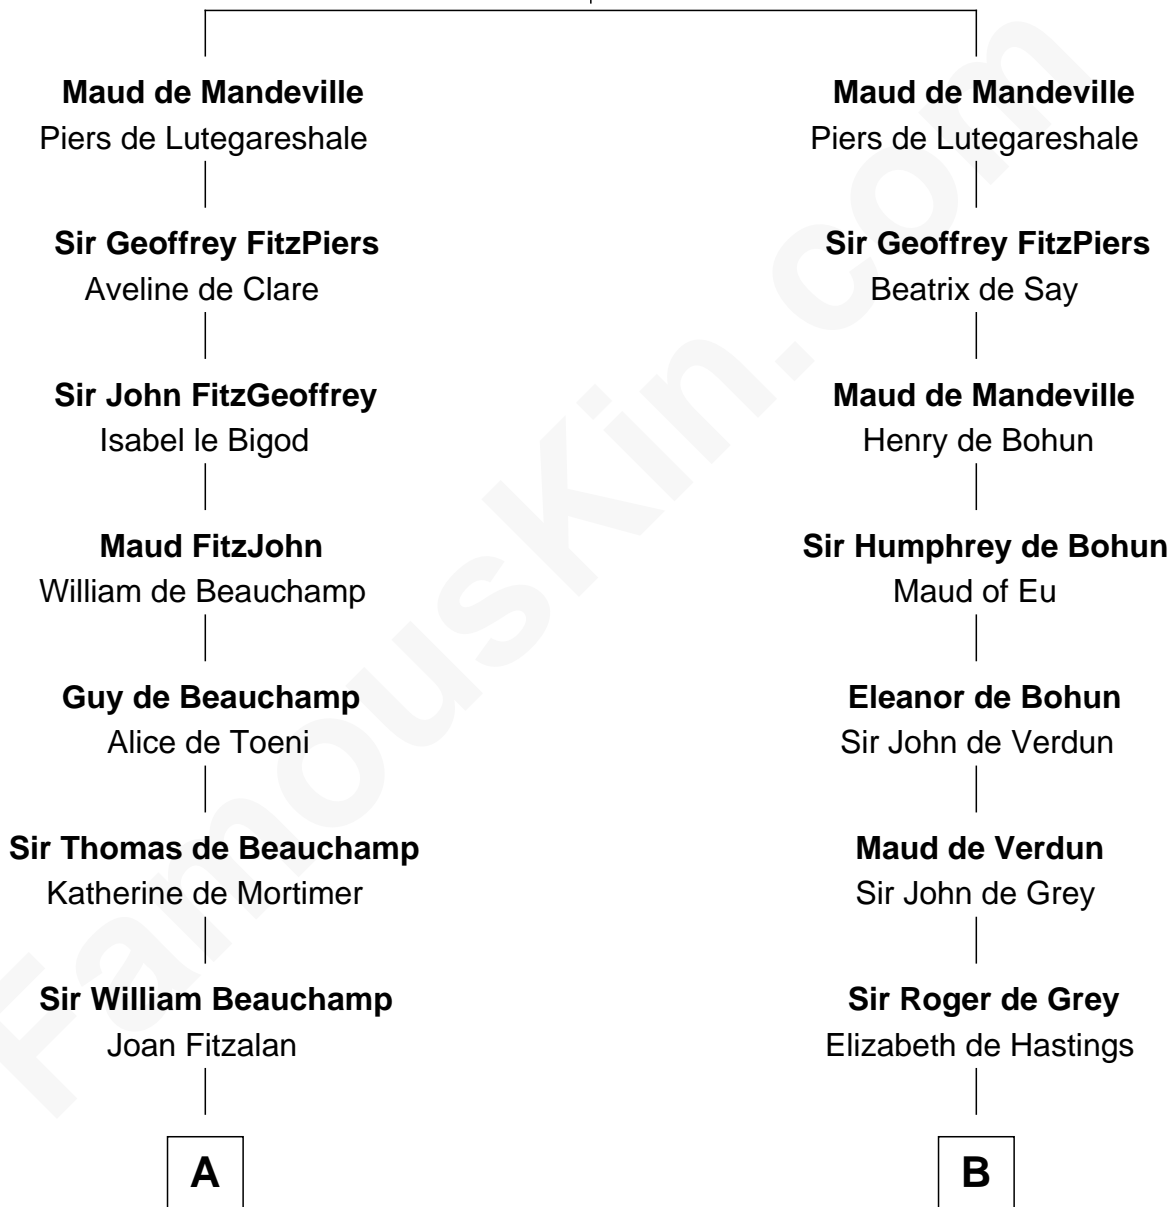 Maud de Mandeville
Piers de Lutegareshale
Sir Geoffrey FitzPiers
Aveline de Clare
Sir John FitzGeoffrey
Isabel le Bigod
Maud FitzJohn
William de Beauchamp
Guy de Beauchamp
Alice de Toeni
Sir Thomas de Beauchamp
Katherine de Mortimer
Sir William Beauchamp
Joan Fitzalan
A
Maud de Mandeville
Piers de Lutegareshale
Sir Geoffrey FitzPiers
Beatrix de Say
Maud de Mandeville
Henry de Bohun
Sir Humphrey de Bohun
Maud of Eu
Eleanor de Bohun
Sir John de Verdun
Maud de Verdun
Sir John de Grey
Sir Roger de Grey
Elizabeth de Hastings
B
FamousKin.com